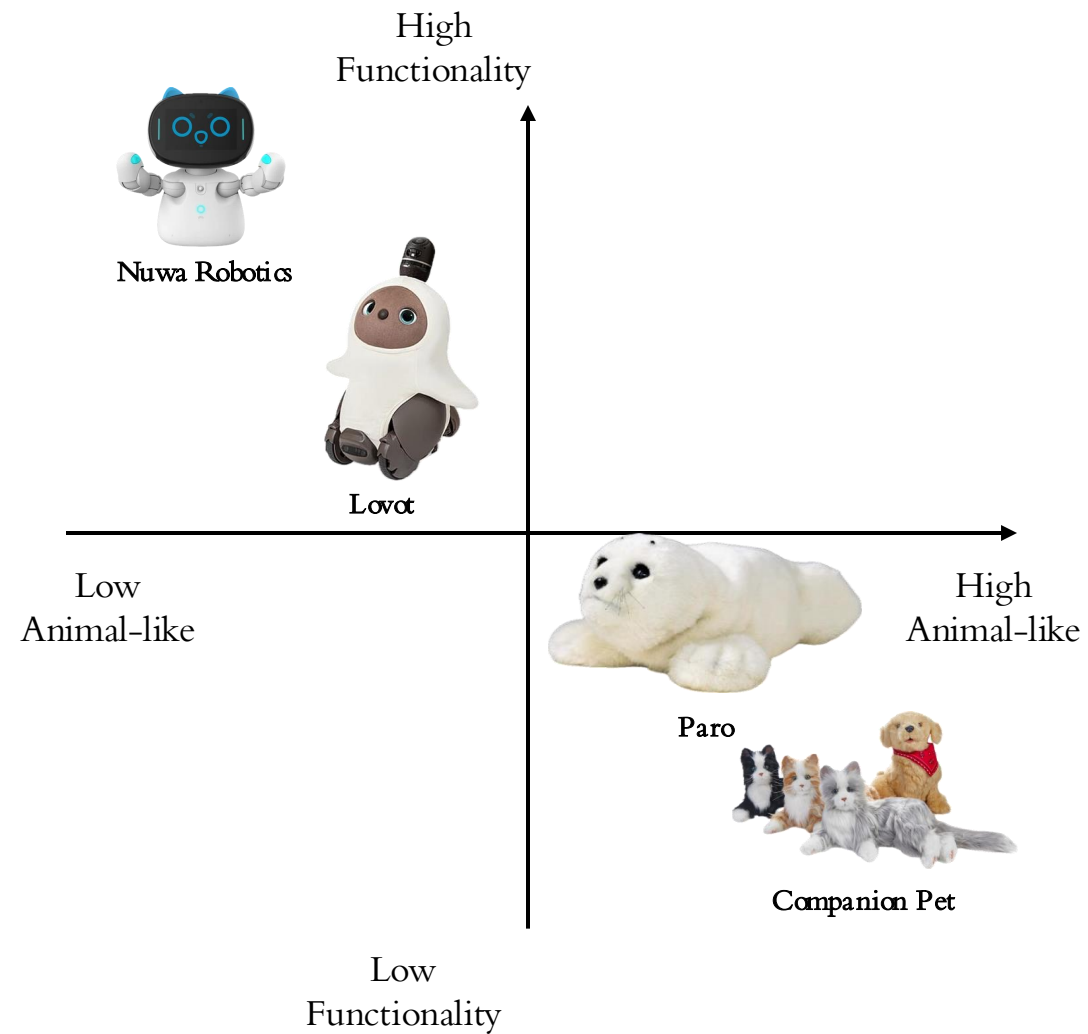 High
Functionality
Nuwa Robotics
Lovot
Low
Animal-like
High
Animal-like
Paro
Companion Pet
Low
Functionality